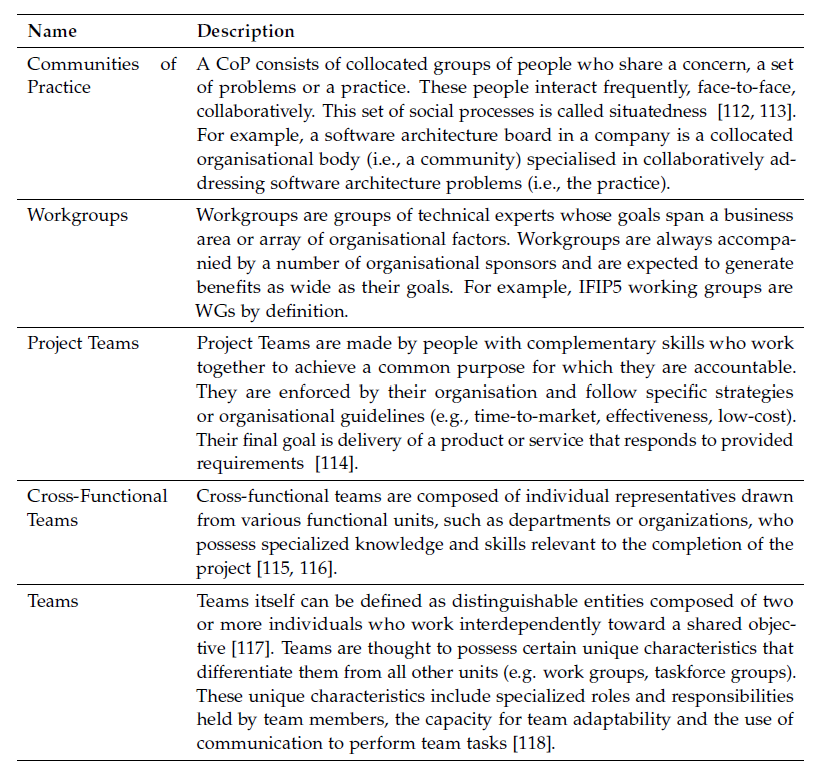 Name Description
Communities of A CoP consists of collocated groups of people who share a concern, a set
Practice of problems or a practice. These people interact frequently, face-to-face,
collaboratively. This set of social processes is called situatedness [112, 113].
For example, a software architecture board in a company is a collocated
organisational body (i.e., a community) specialised in collaboratively ad-
dressing software architecture problems (i.e., the practice).
Workgroups Workgroups are groups of technical experts whose goals span a business
area or array of organisational factors. Workgroups are always accompa-
nied by a number of organisational sponsors and are expected to generate
benefits as wide as their goals. For example, IFIP5 working groups are
WGs by definition.
Project Teams Project Teams are made by people with complementary skills who work
together to achieve a common purpose for which they are accountable.
They are enforced by their organisation and follow specific strategies
or organisational guidelines (e.g., time-to-market, effectiveness, low-cost).
Their final goal is delivery of a product or service that responds to provided
requirements [114].
Cross-Functional Cross-functional teams are composed of individual representatives drawn
Teams from various functional units, such as departments or organizations, who
possess specialized knowledge and skills relevant to the completion of the
project [115, 116].
Teams Teams itself can be defined as distinguishable entities composed of two
or more individuals who work interdependently toward a shared objec-
tive [117]. Teams are thought to possess certain unique characteristics that
differentiate them from all other units (e.g. work groups, taskforce groups).
These unique characteristics include specialized roles and responsibilities
held by team members, the capacity for team adaptability and the use of
communication to perform team tasks [118].